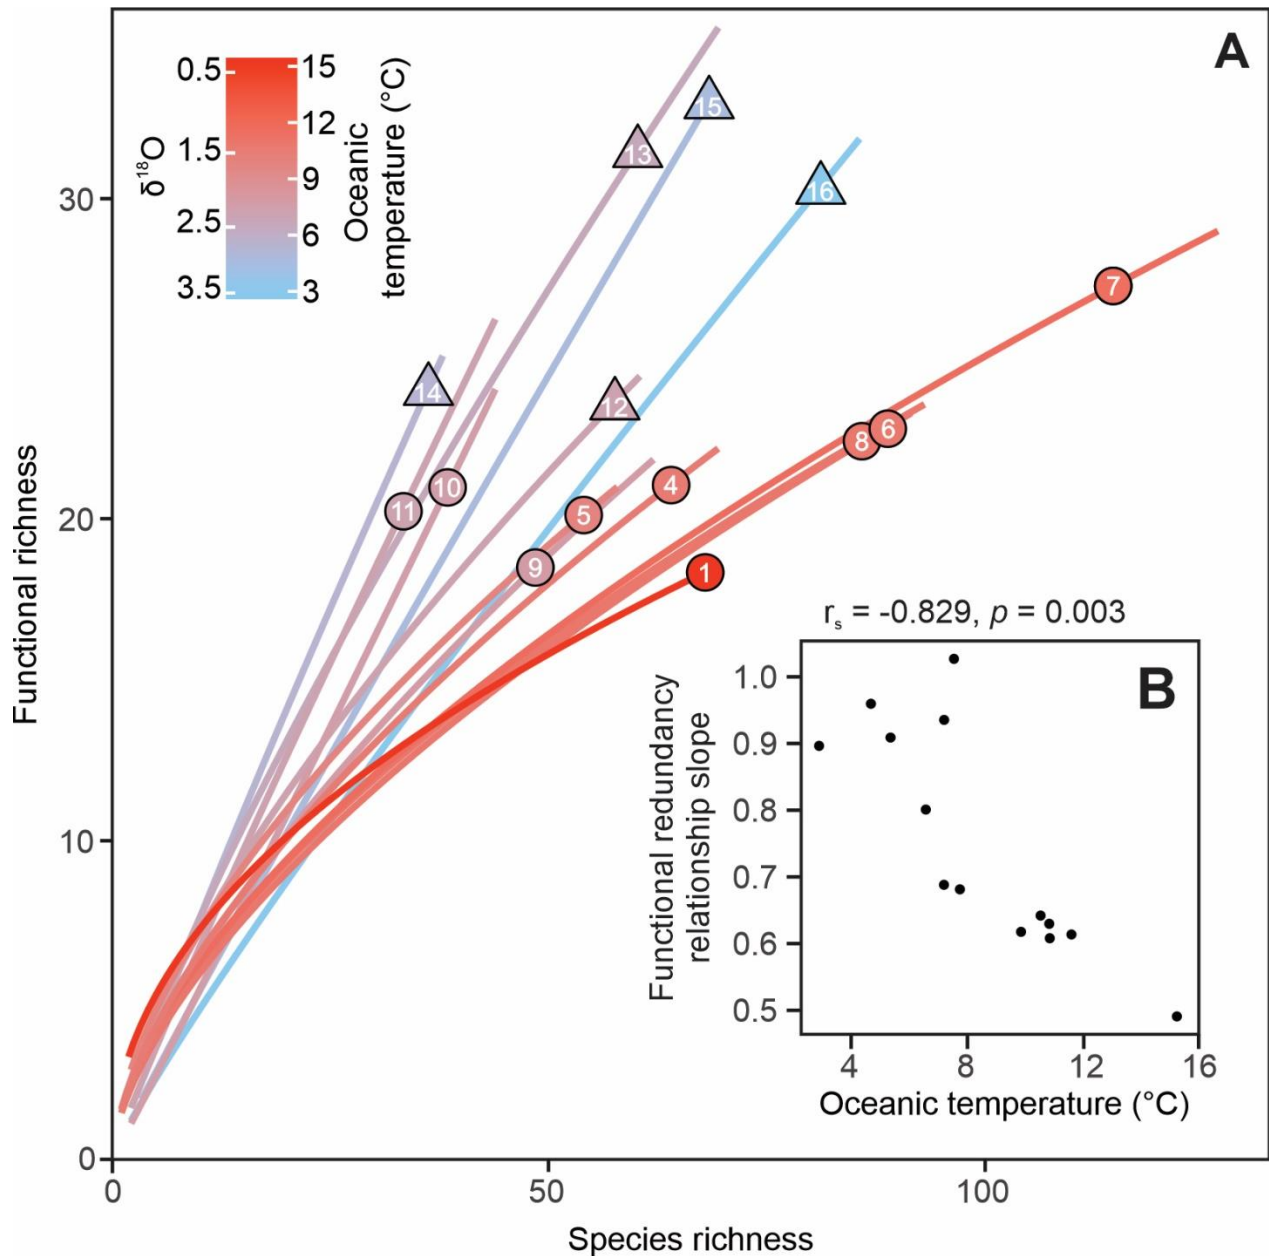 A
0.5
1.5
2.5
3.5
δ¹⁸O
15
12
9
6
3
Oceanic
temperature (°C)
Functional richness
30
20
10
0
15
13
16
7
14
12
6
8
10
4
11
5
9
1
r_s = -0.829, p = 0.003
B
Functional redundancy
relationship slope
1.0
0.9
0.8
0.7
0.6
0.5
4 8 12 16
Oceanic temperature (°C)
0 50 100
Species richness